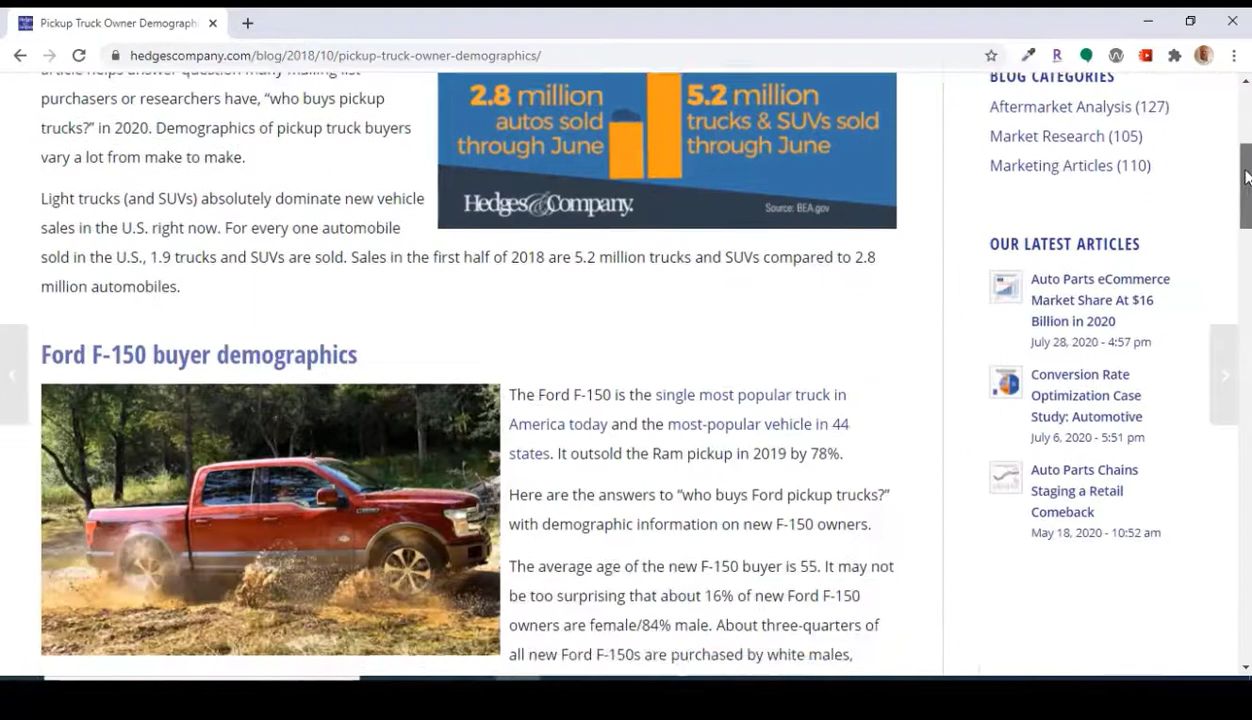 Pickup Truck Owner Demograph
hedgescompany.com/blog/2018/10/pickup-truck-owner-demographics/
article helps answer question many mailing list
purchasers or researchers have, “who buys pickup
trucks?” in 2020. Demographics of pickup truck buyers
vary a lot from make to make.
Light trucks (and SUVs) absolutely dominate new vehicle
sales in the U.S. right now. For every one automobile
sold in the U.S., 1.9 trucks and SUVs are sold. Sales in the first half of 2018 are 5.2 million trucks and SUVs compared to 2.8
million automobiles.
2.8 million
autos sold
through June
5.2 million
trucks & SUVs sold
through June
Hedges&Company.
Source: BEA.gov
Ford F-150 buyer demographics
The Ford F-150 is the single most popular truck in
America today and the most-popular vehicle in 44
states. It outsold the Ram pickup in 2019 by 78%.
Here are the answers to “who buys Ford pickup trucks?”
with demographic information on new F-150 owners.
The average age of the new F-150 buyer is 55. It may not
be too surprising that about 16% of new Ford F-150
owners are female/84% male. About three-quarters of
all new Ford F-150s are purchased by white males,
BLOG CATEGORIES
Aftermarket Analysis (127)
Market Research (105)
Marketing Articles (110)
OUR LATEST ARTICLES
Auto Parts eCommerce
Market Share At $16
Billion in 2020
July 28, 2020 - 4:57 pm
Conversion Rate
Optimization Case
Study: Automotive
July 6, 2020 - 5:51 pm
Auto Parts Chains
Staging a Retail
Comeback
May 18, 2020 - 10:52 am